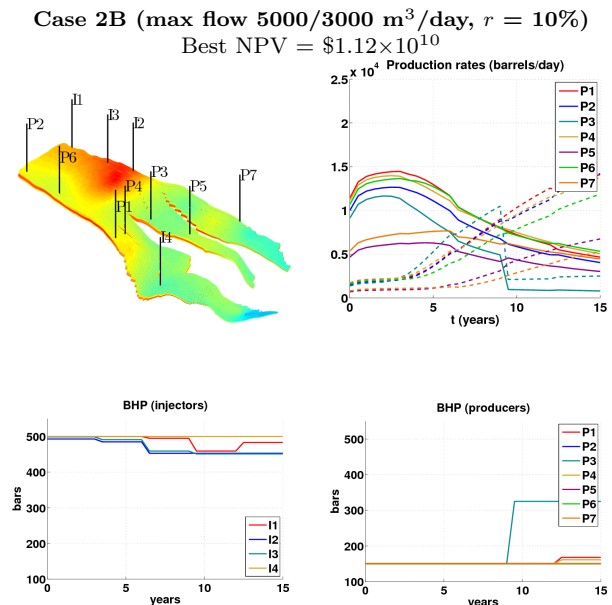 Case 2B (max flow 5000/3000 m³/day, r = 10%)
Best NPV = $1.12×10¹⁰
I1
I3
P2
I2
P6
P3
P4
P5
P7
P1
I4
x 10⁴ Production rates (barrels/day)
2.5
2
1.5
1
0.5
0
0 5 10 15
t (years)
P1
P2
P3
P4
P5
P6
P7
BHP (injectors)
500
400
300
200
100
bars
0 5 10 15
years
I1
I2
I3
I4
BHP (producers)
500
400
300
200
100
bars
0 5 10 15
years
P1
P2
P3
P4
P5
P6
P7